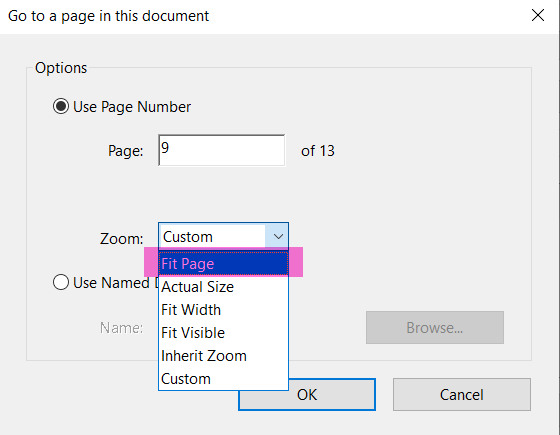 Go to a page in this document
Options
Use Page Number
Page: 9 of 13
Zoom: Custom
Fit Page
Use Named D
Actual Size
Fit Width
Name:
Fit Visible
Browse...
Inherit Zoom
Custom
OK
Cancel